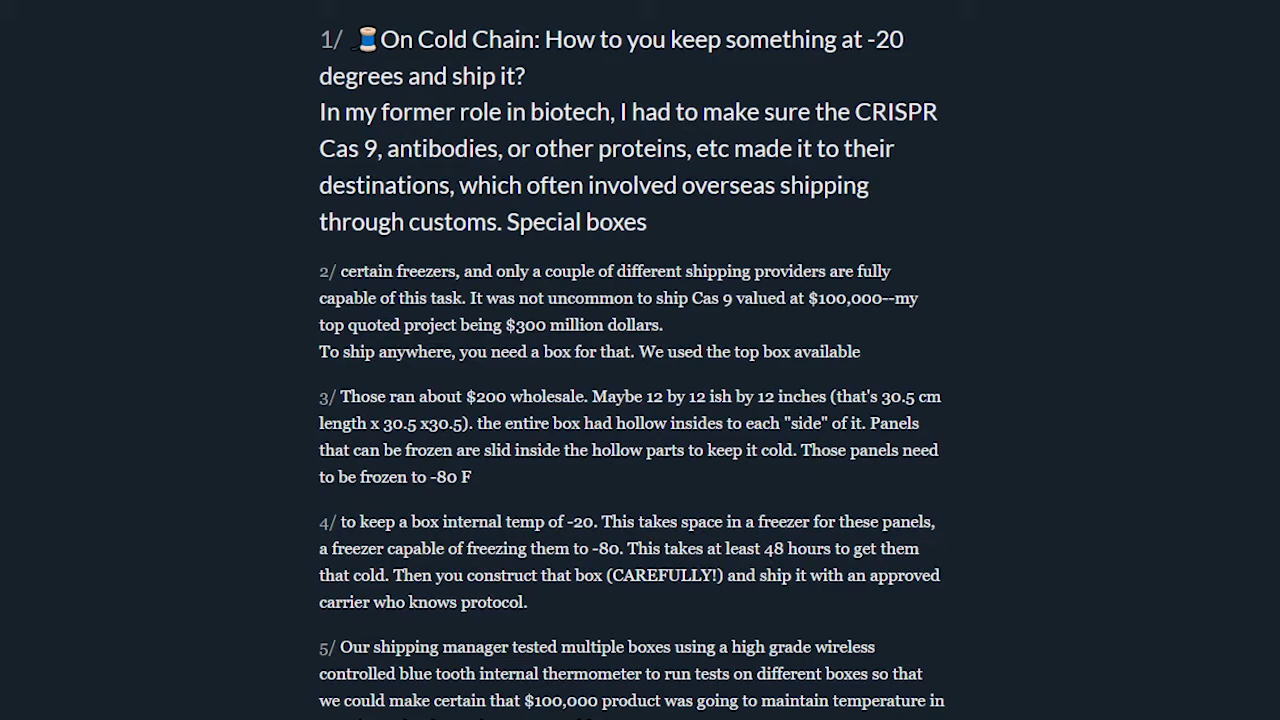 1/ 🧵On Cold Chain: How to you keep something at -20
degrees and ship it?
In my former role in biotech, I had to make sure the CRISPR
Cas 9, antibodies, or other proteins, etc made it to their
destinations, which often involved overseas shipping
through customs. Special boxes
2/ certain freezers, and only a couple of different shipping providers are fully
capable of this task. It was not uncommon to ship Cas 9 valued at $100,000--my
top quoted project being $300 million dollars.
To ship anywhere, you need a box for that. We used the top box available
3/ Those ran about $200 wholesale. Maybe 12 by 12 ish by 12 inches (that's 30.5 cm
length x 30.5 x30.5). the entire box had hollow insides to each "side" of it. Panels
that can be frozen are slid inside the hollow parts to keep it cold. Those panels need
to be frozen to -80 F
4/ to keep a box internal temp of -20. This takes space in a freezer for these panels,
a freezer capable of freezing them to -80. This takes at least 48 hours to get them
that cold. Then you construct that box (CAREFULLY!) and ship it with an approved
carrier who knows protocol.
5/ Our shipping manager tested multiple boxes using a high grade wireless
controlled blue tooth internal thermometer to run tests on different boxes so that
we could make certain that $100,000 product was going to maintain temperature in